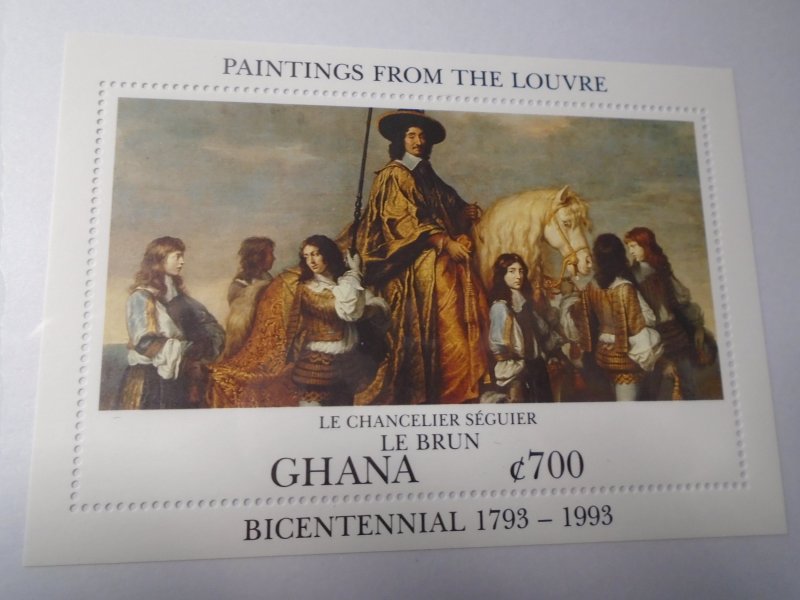 PAINTINGS FROM THE LOUVRE
LE CHANCELIER SÉGUIER
LE BRUN
GHANA ¢700
BICENTENNIAL 1793 – 1993